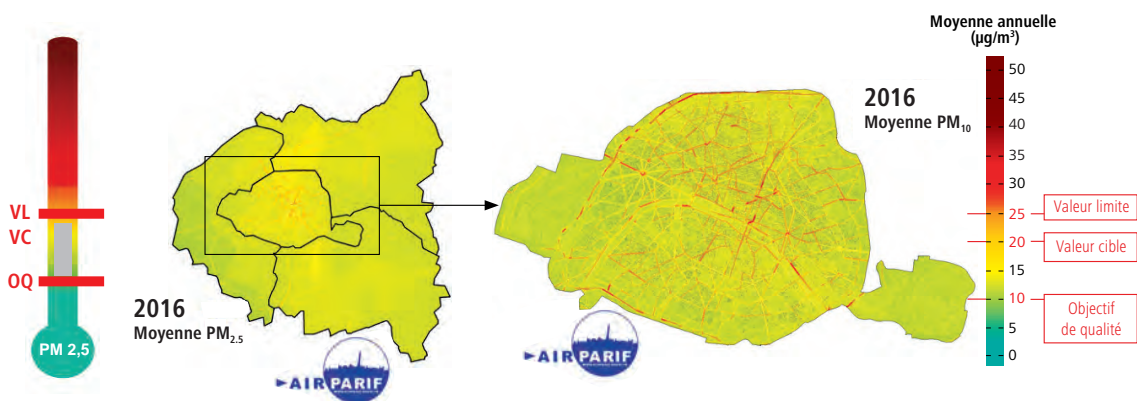 VL
VC
OQ
PM 2,5
2016
Moyenne PM2.5
AIRPARIF
2016
Moyenne PM10
AIRPARIF
Moyenne annuelle
(µg/m³)
50
45
40
35
30
25
20
15
10
5
0
Valeur limite
Valeur cible
Objectif
de qualité